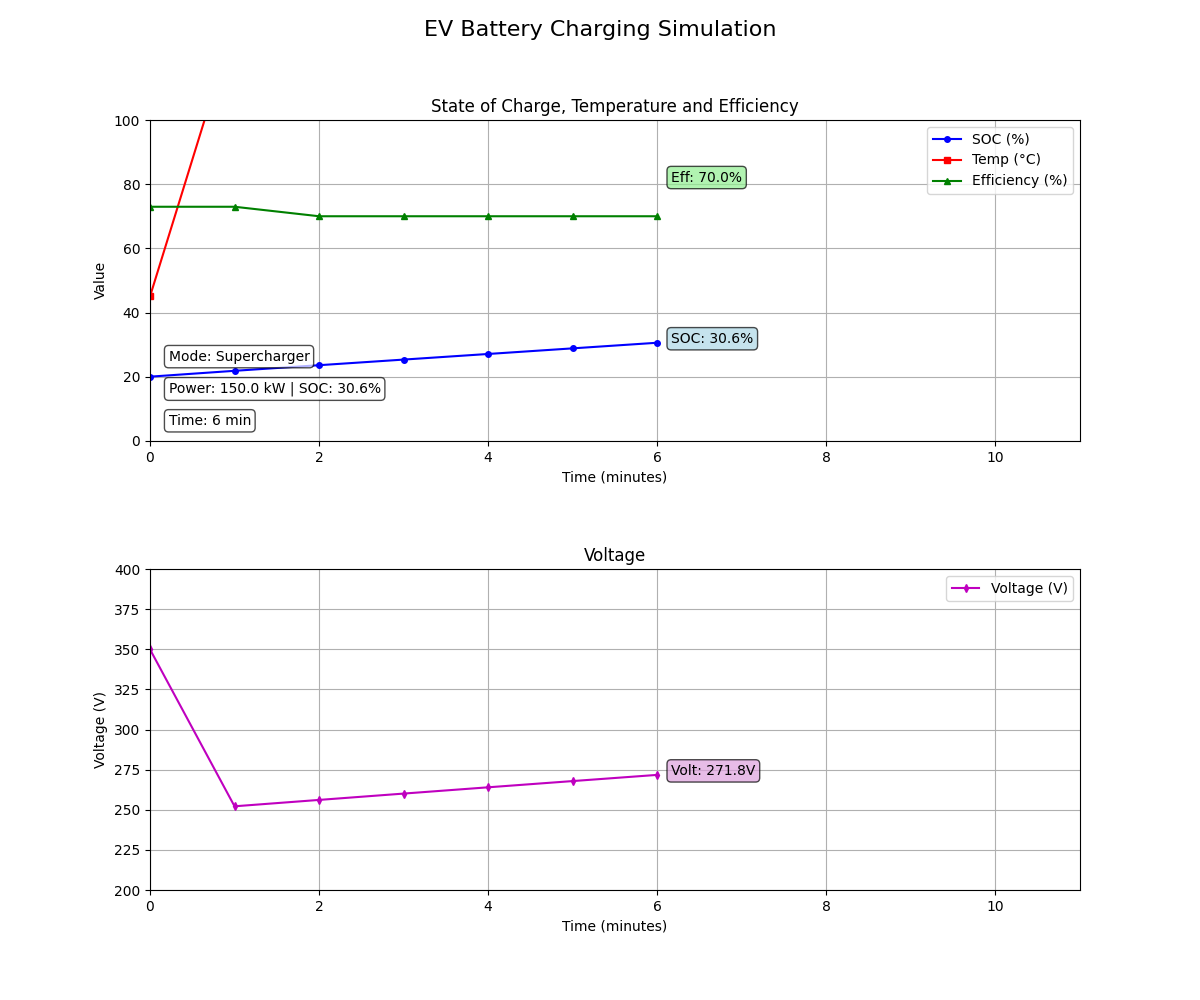 EV Battery Charging Simulation
State of Charge, Temperature and Efficiency
100
80
60
40
20
0
Value
SOC (%)
Temp (°C)
Efficiency (%)
Eff: 70.0%
SOC: 30.6%
Mode: Supercharger
Power: 150.0 kW | SOC: 30.6%
Time: 6 min
0 2 4 6 8 10
Time (minutes)
Voltage
400
375
350
325
300
275
250
225
200
Voltage (V)
Voltage (V)
Volt: 271.8V
0 2 4 6 8 10
Time (minutes)